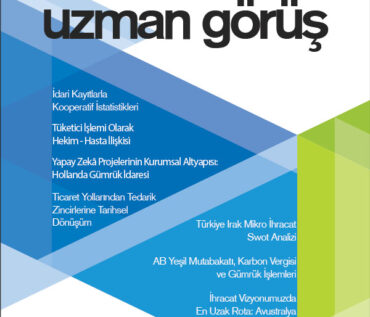 uzman görüş
İdari Kayıtlarla
Kooperatif İstatistikleri
Tüketici İşlemi Olarak
Hekim - Hasta İlişkisi
Yapay Zekâ Projelerinin Kurumsal Altyapısı:
Hollanda Gümrük İdaresi
Ticaret Yollarından Tedarik
Zincirlerine Tarihsel
Dönüşüm
Türkiye Irak Mikro İhracat
Swot Analizi
AB Yeşil Mutabakatı, Karbon Vergisi
ve Gümrük İşlemleri
İhracat Vizyonumuzda
En Uzak Rota: Avustralya